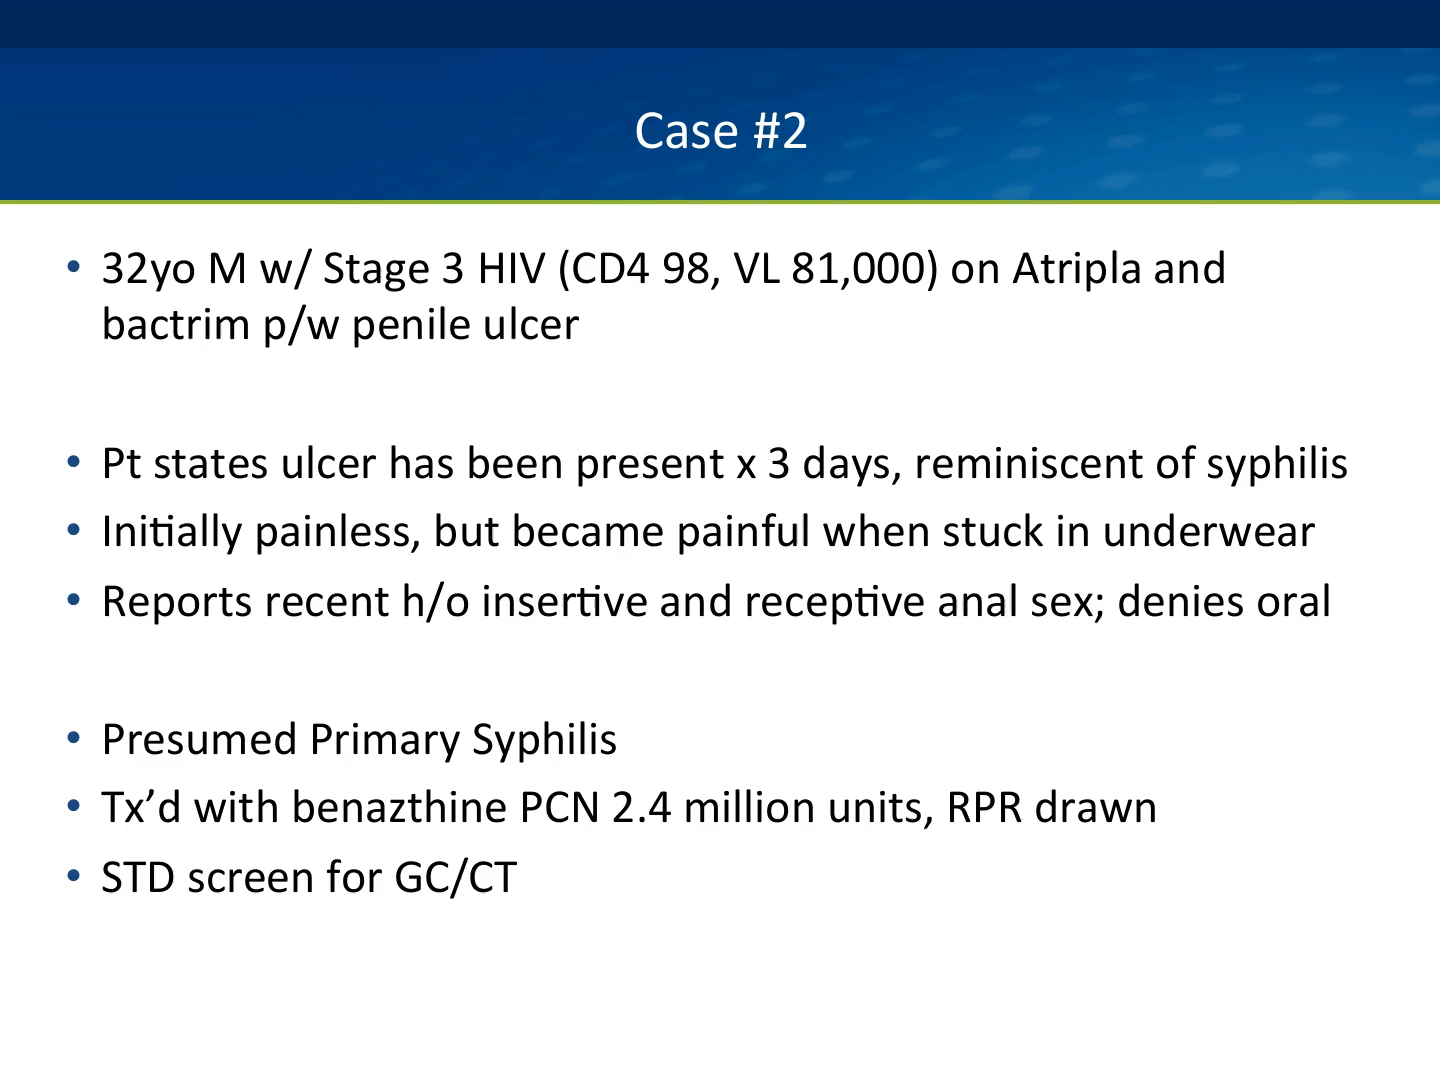 Case #2
• 32yo M w/ Stage 3 HIV (CD4 98, VL 81,000) on Atripla and
bactrim p/w penile ulcer
• Pt states ulcer has been present x 3 days, reminiscent of syphilis
• Initially painless, but became painful when stuck in underwear
• Reports recent h/o insertive and receptive anal sex; denies oral
• Presumed Primary Syphilis
• Tx’d with benazthine PCN 2.4 million units, RPR drawn
• STD screen for GC/CT